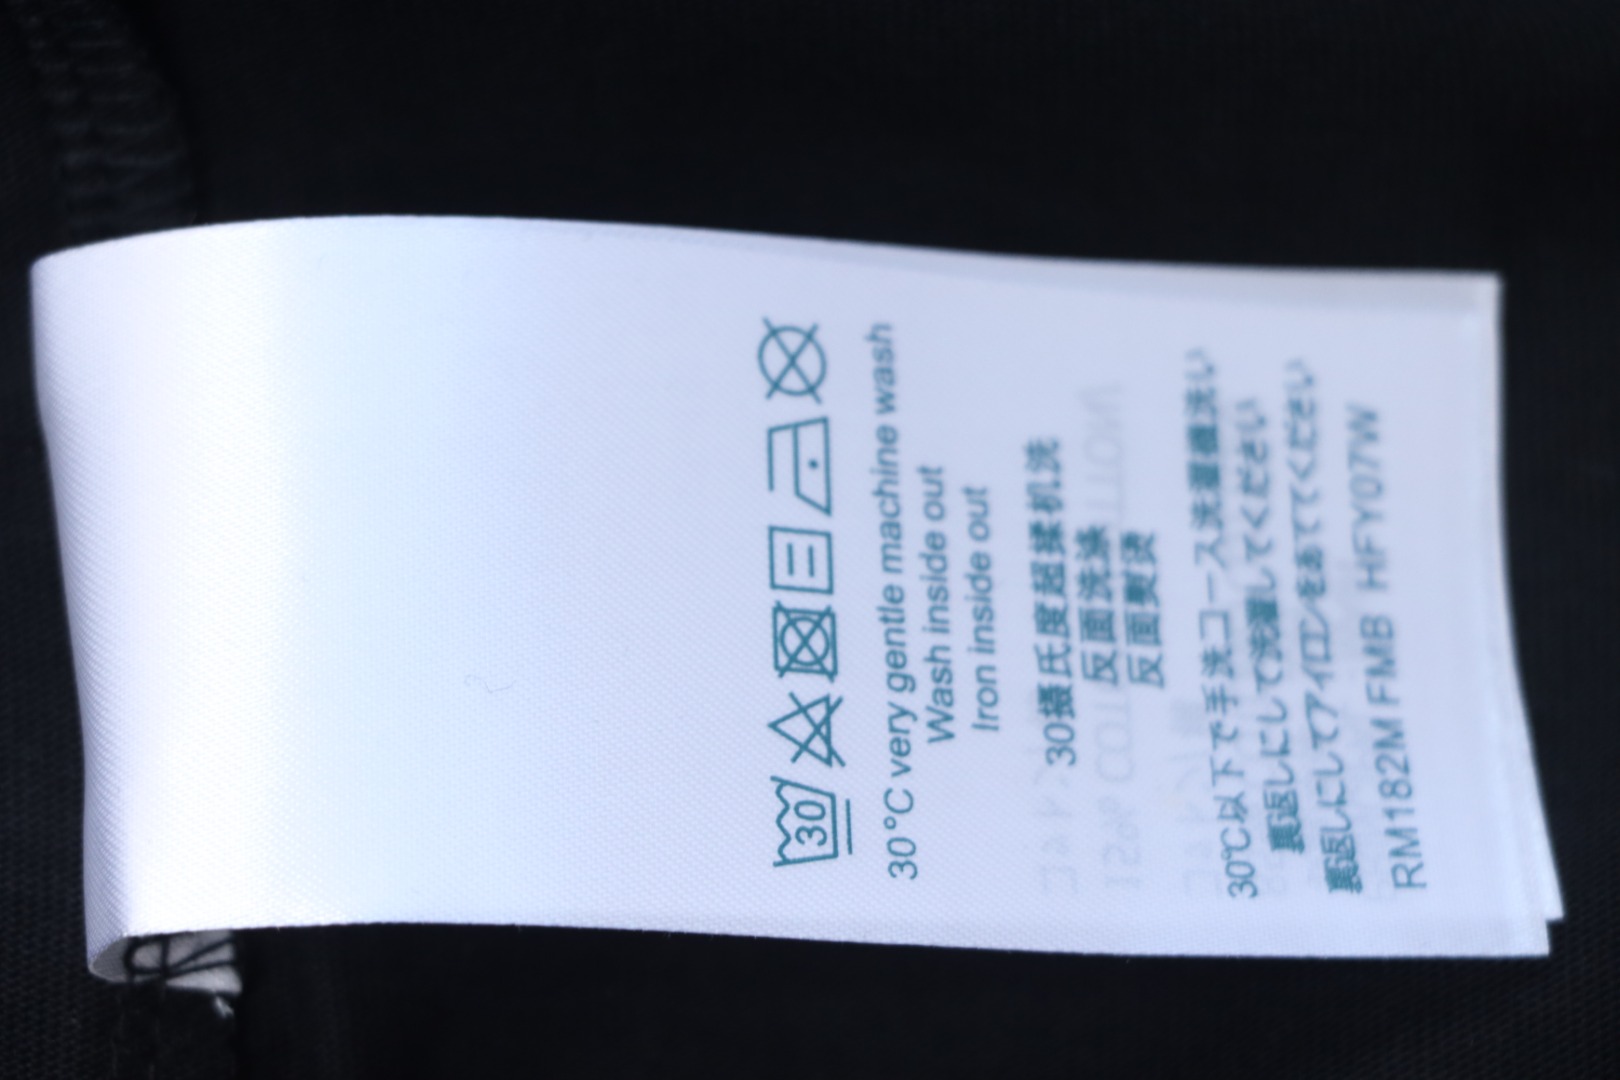 30
30°C very gentle machine wash
Wash inside out
Iron inside out
30摄氏度超揉机洗
反面洗涤
反面熨烫
30℃以下で手洗コース洗濯機洗い
裏返しにして洗濯してください
裏返しにしてアイロンをあててください
RM182M FMB HFY07W